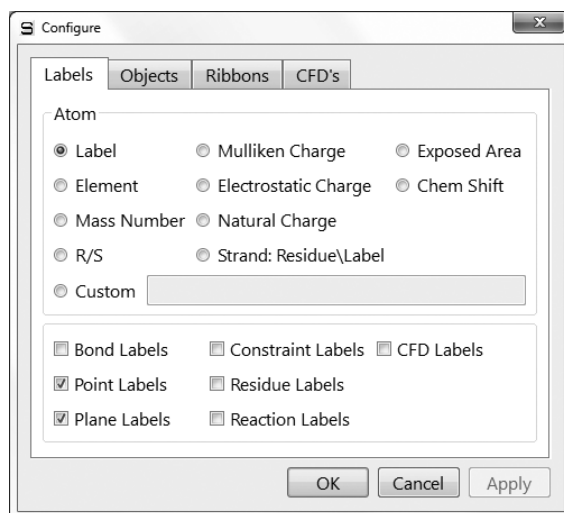 S Configure
x
Labels Objects Ribbons CFD's
Atom
Label Mulliken Charge Exposed Area
Element Electrostatic Charge Chem Shift
Mass Number Natural Charge
R/S Strand: Residue\Label
Custom
Bond Labels Constraint Labels CFD Labels
Point Labels Residue Labels
Plane Labels Reaction Labels
OK Cancel Apply